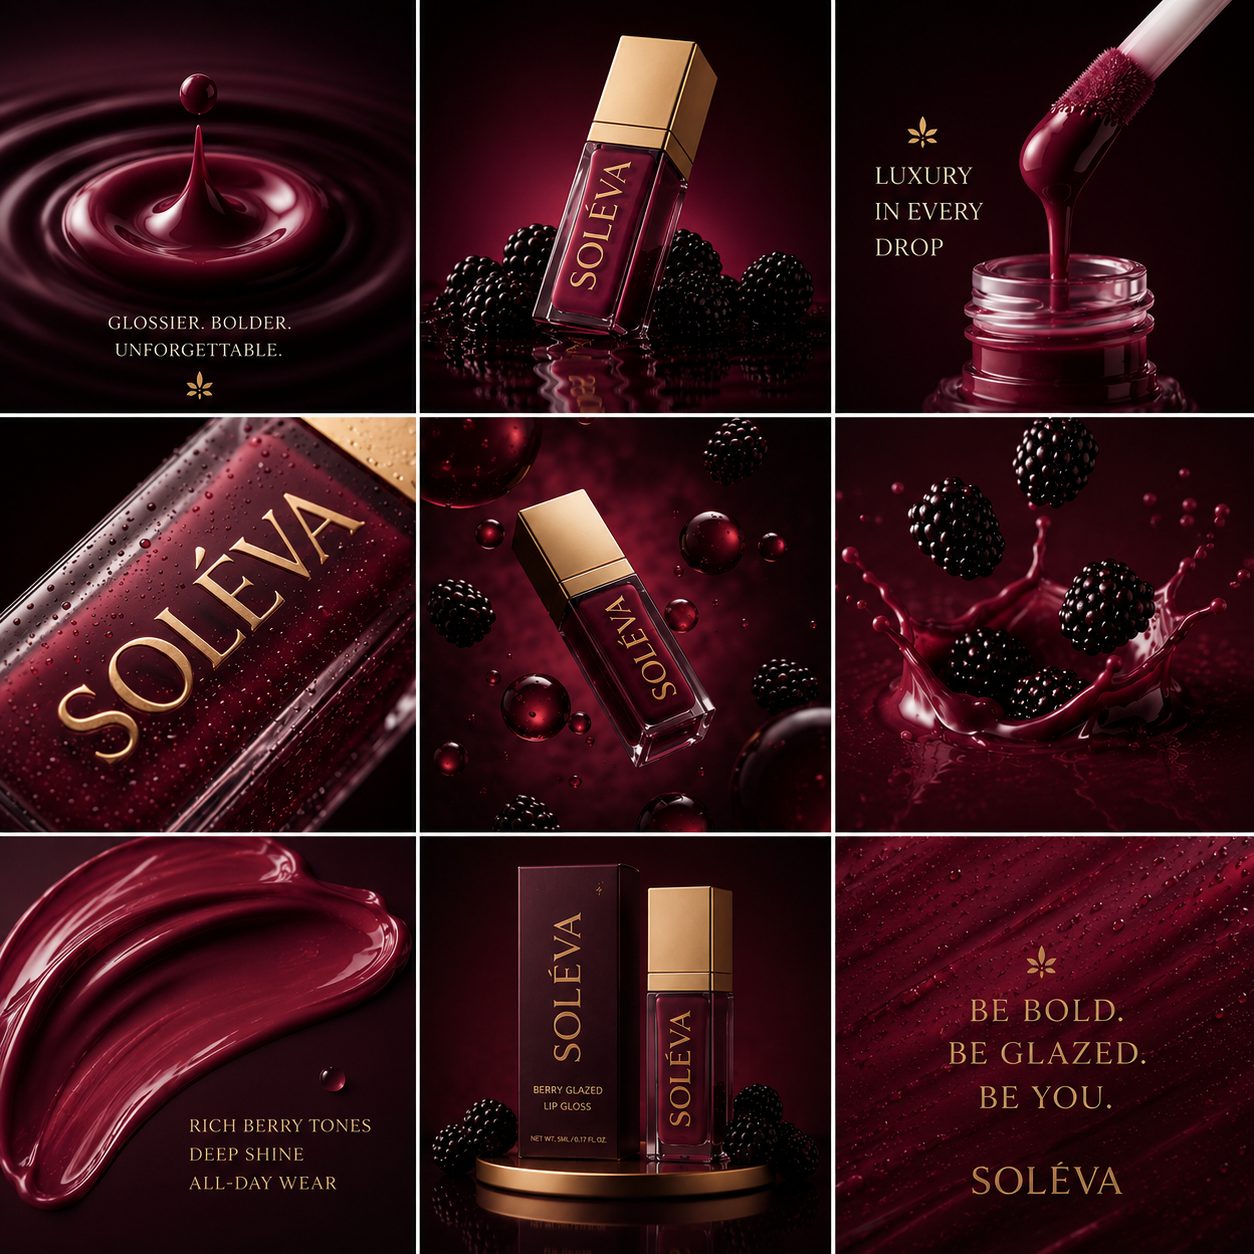 GLOSSIER. BOLDER.
UNFORGETTABLE.
SOLÉVA
LUXURY
IN EVERY
DROP
SOLÉVA
SOLÉVA
RICH BERRY TONES
DEEP SHINE
ALL-DAY WEAR
SOLÉVA
BERRY GLAZED
LIP GLOSS
NET WT. 5ML / 0.17 FL. OZ.
SOLÉVA
BE BOLD.
BE GLAZED.
BE YOU.
SOLÉVA